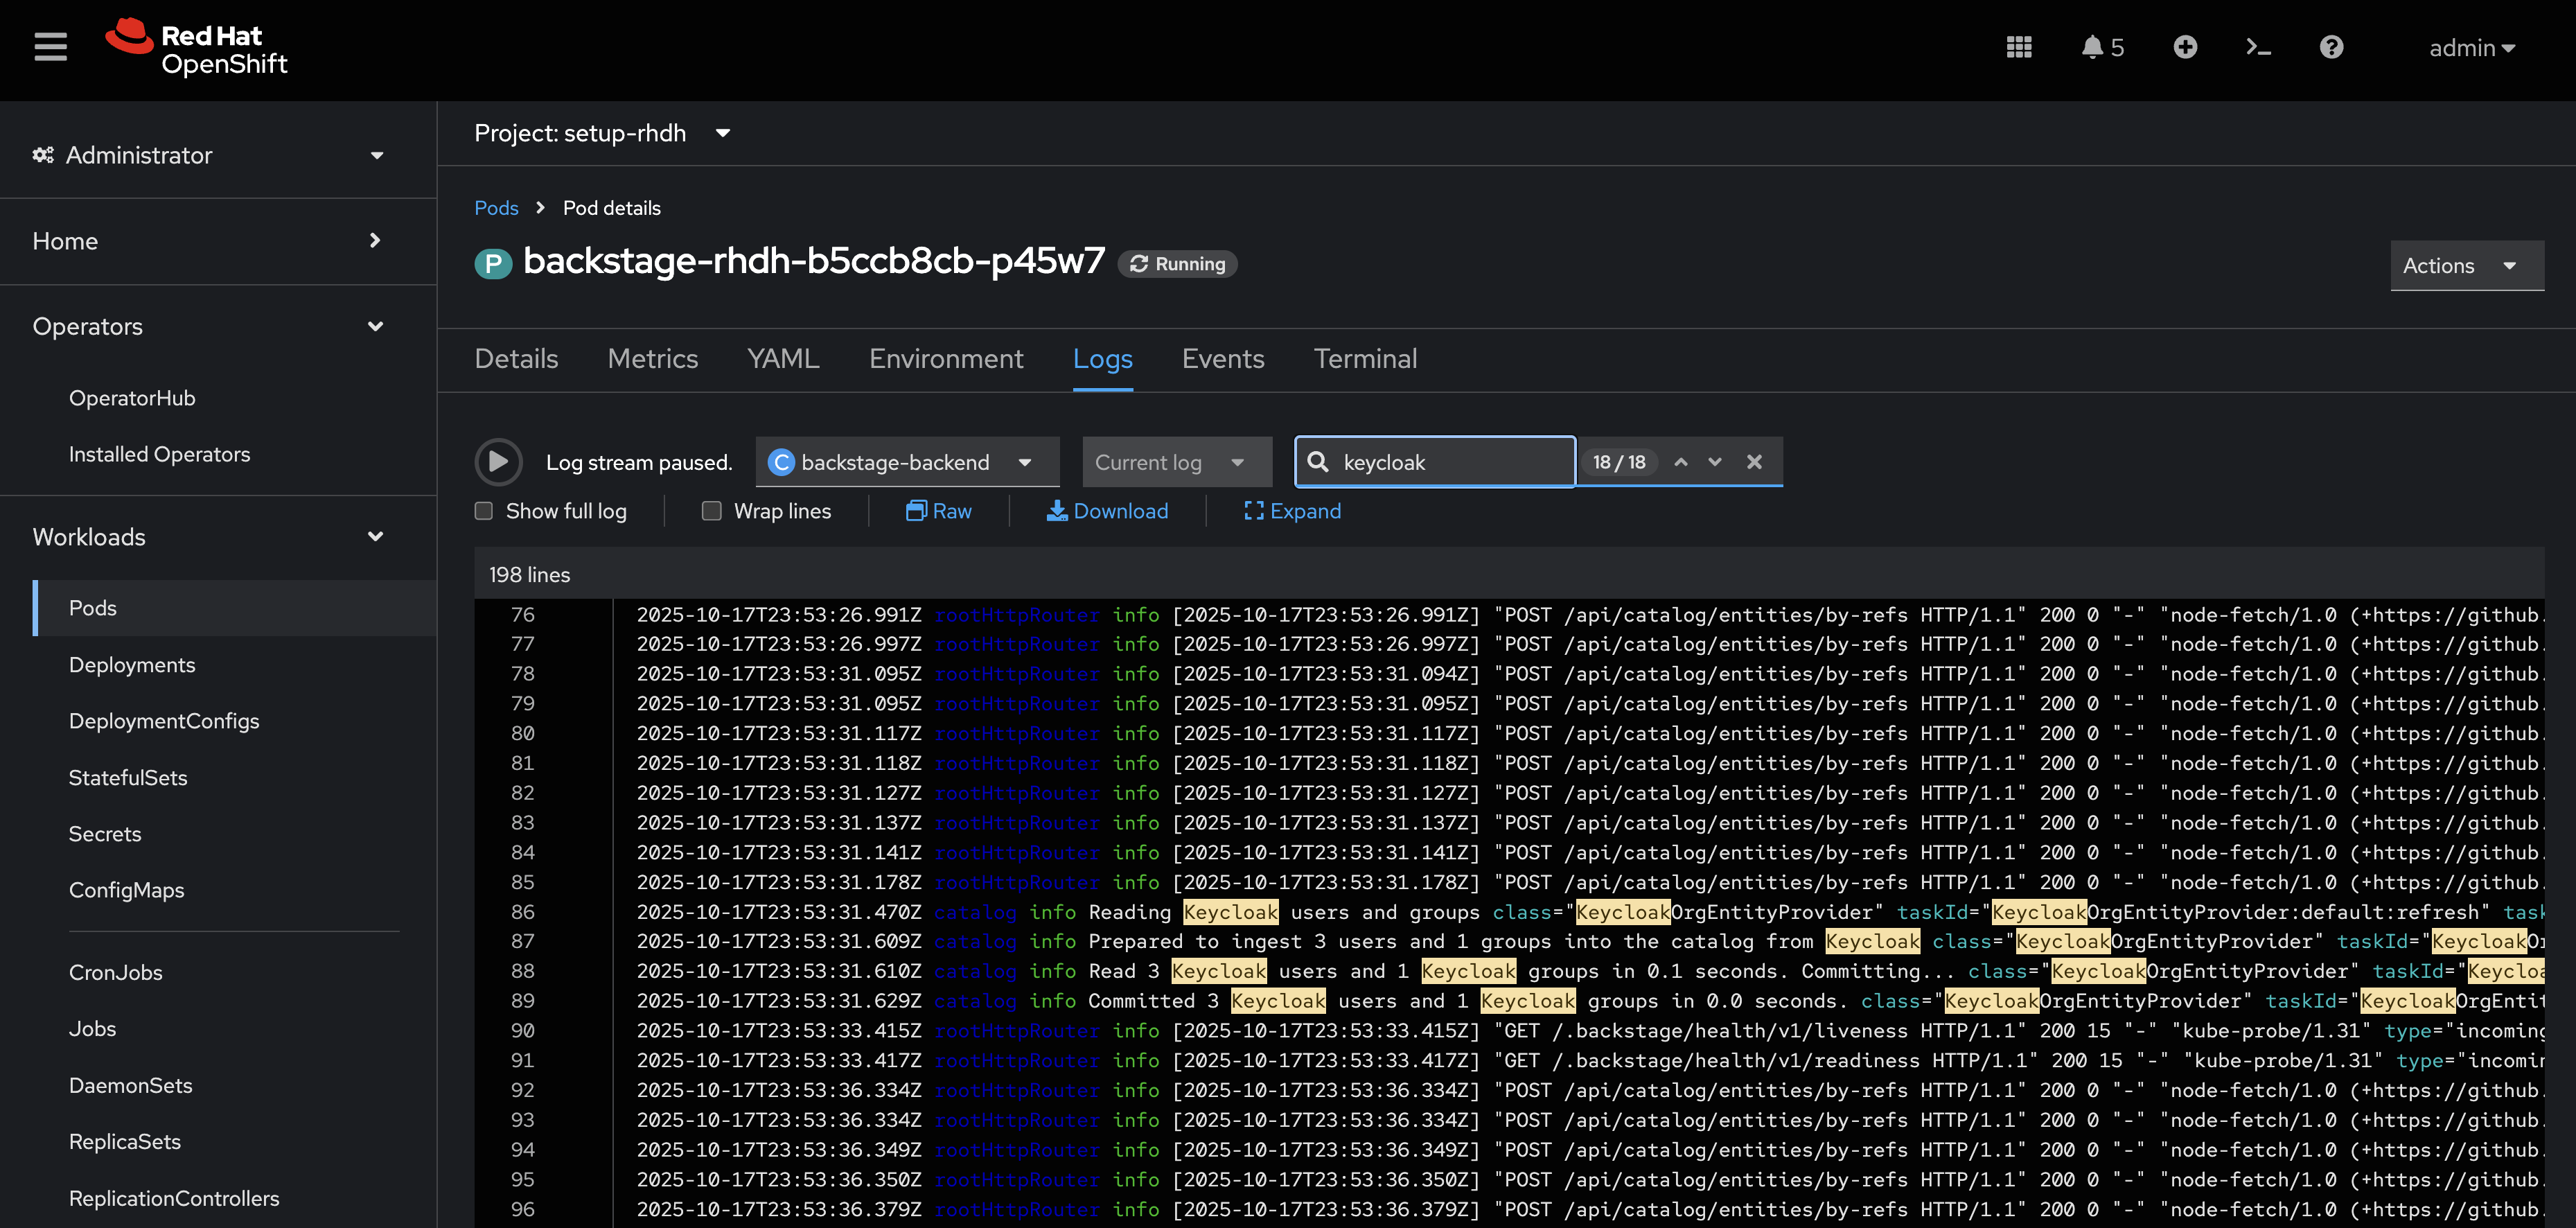 Red Hat
OpenShift
5
admin
Administrator
Home
Operators
OperatorHub
Installed Operators
Workloads
Pods
Deployments
DeploymentConfigs
StatefulSets
Secrets
ConfigMaps
CronJobs
Jobs
DaemonSets
ReplicaSets
ReplicationControllers
Project: setup-rhdh
Pods > Pod details
P backstage-rhdh-b5ccb8cb-p45w7 Running
Actions
Details Metrics YAML Environment Logs Events Terminal
Log stream paused. C backstage-backend Current log keycloak 18 / 18
Show full log Wrap lines Raw Download Expand
198 lines
76 2025-10-17T23:53:26.991Z rootHttpRouter info [2025-10-17T23:53:26.991Z] "POST /api/catalog/entities/by-refs HTTP/1.1" 200 0 "-" "node-fetch/1.0 (+https://github.
77 2025-10-17T23:53:26.997Z rootHttpRouter info [2025-10-17T23:53:26.997Z] "POST /api/catalog/entities/by-refs HTTP/1.1" 200 0 "-" "node-fetch/1.0 (+https://github.
78 2025-10-17T23:53:31.095Z rootHttpRouter info [2025-10-17T23:53:31.094Z] "POST /api/catalog/entities/by-refs HTTP/1.1" 200 0 "-" "node-fetch/1.0 (+https://github.
79 2025-10-17T23:53:31.095Z rootHttpRouter info [2025-10-17T23:53:31.095Z] "POST /api/catalog/entities/by-refs HTTP/1.1" 200 0 "-" "node-fetch/1.0 (+https://github.
80 2025-10-17T23:53:31.117Z rootHttpRouter info [2025-10-17T23:53:31.117Z] "POST /api/catalog/entities/by-refs HTTP/1.1" 200 0 "-" "node-fetch/1.0 (+https://github.
81 2025-10-17T23:53:31.118Z rootHttpRouter info [2025-10-17T23:53:31.118Z] "POST /api/catalog/entities/by-refs HTTP/1.1" 200 0 "-" "node-fetch/1.0 (+https://github.
82 2025-10-17T23:53:31.127Z rootHttpRouter info [2025-10-17T23:53:31.127Z] "POST /api/catalog/entities/by-refs HTTP/1.1" 200 0 "-" "node-fetch/1.0 (+https://github.
83 2025-10-17T23:53:31.137Z rootHttpRouter info [2025-10-17T23:53:31.137Z] "POST /api/catalog/entities/by-refs HTTP/1.1" 200 0 "-" "node-fetch/1.0 (+https://github.
84 2025-10-17T23:53:31.141Z rootHttpRouter info [2025-10-17T23:53:31.141Z] "POST /api/catalog/entities/by-refs HTTP/1.1" 200 0 "-" "node-fetch/1.0 (+https://github.
85 2025-10-17T23:53:31.178Z rootHttpRouter info [2025-10-17T23:53:31.178Z] "POST /api/catalog/entities/by-refs HTTP/1.1" 200 0 "-" "node-fetch/1.0 (+https://github.
86 2025-10-17T23:53:31.470Z catalog info Reading Keycloak users and groups class="KeycloakOrgEntityProvider" taskId="KeycloakOrgEntityProvider:default:refresh" task
87 2025-10-17T23:53:31.609Z catalog info Prepared to ingest 3 users and 1 groups into the catalog from Keycloak class="KeycloakOrgEntityProvider" taskId="KeycloakOr
88 2025-10-17T23:53:31.610Z catalog info Read 3 Keycloak users and 1 Keycloak groups in 0.1 seconds. Committing... class="KeycloakOrgEntityProvider" taskId="Keycloa
89 2025-10-17T23:53:31.629Z catalog info Committed 3 Keycloak users and 1 Keycloak groups in 0.0 seconds. class="KeycloakOrgEntityProvider" taskId="KeycloakOrgEntit
90 2025-10-17T23:53:33.415Z rootHttpRouter info [2025-10-17T23:53:33.415Z] "GET /.backstage/health/v1/liveness HTTP/1.1" 200 15 "-" "kube-probe/1.31" type="incoming
91 2025-10-17T23:53:33.417Z rootHttpRouter info [2025-10-17T23:53:33.417Z] "GET /.backstage/health/v1/readiness HTTP/1.1" 200 15 "-" "kube-probe/1.31" type="incomin
92 2025-10-17T23:53:36.334Z rootHttpRouter info [2025-10-17T23:53:36.334Z] "POST /api/catalog/entities/by-refs HTTP/1.1" 200 0 "-" "node-fetch/1.0 (+https://github.
93 2025-10-17T23:53:36.334Z rootHttpRouter info [2025-10-17T23:53:36.334Z] "POST /api/catalog/entities/by-refs HTTP/1.1" 200 0 "-" "node-fetch/1.0 (+https://github.
94 2025-10-17T23:53:36.349Z rootHttpRouter info [2025-10-17T23:53:36.349Z] "POST /api/catalog/entities/by-refs HTTP/1.1" 200 0 "-" "node-fetch/1.0 (+https://github.
95 2025-10-17T23:53:36.350Z rootHttpRouter info [2025-10-17T23:53:36.350Z] "POST /api/catalog/entities/by-refs HTTP/1.1" 200 0 "-" "node-fetch/1.0 (+https://github.
96 2025-10-17T23:53:36.379Z rootHttpRouter info [2025-10-17T23:53:36.379Z] "POST /api/catalog/entities/by-refs HTTP/1.1" 200 0 "-" "node-fetch/1.0 (+https://github.